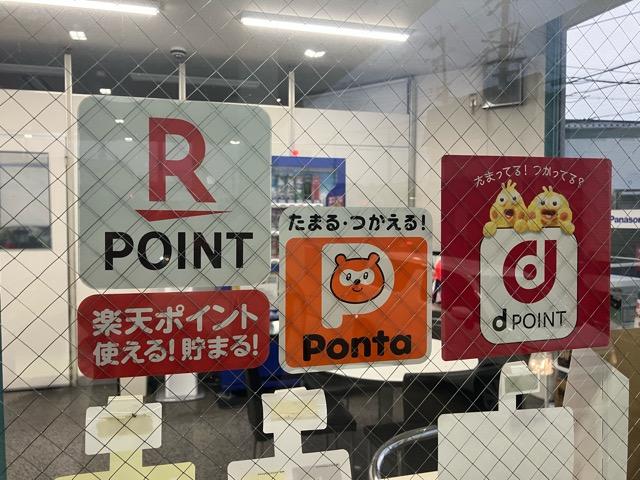 R
POINT
楽天ポイント
使える!貯まる!
たまる・つかえる!
P
Ponta
たまってる!つかってる?
d
d POINT
Panasonic